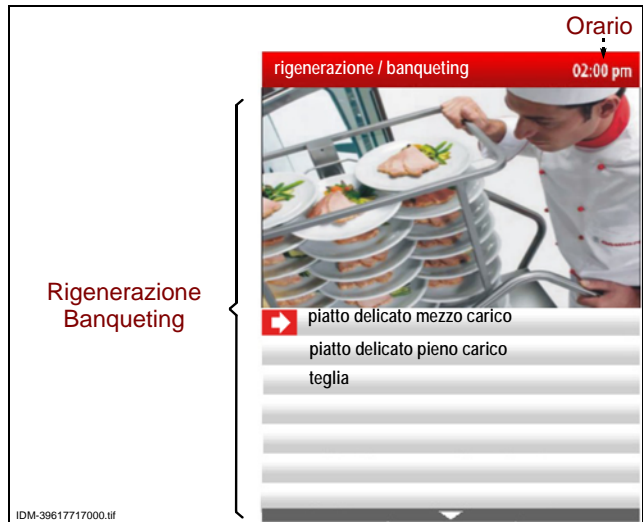 Orario
rigenerazione / banqueting 02:00 pm
Rigenerazione
Banqueting
piatto delicato mezzo carico
piatto delicato pieno carico
teglia
IDM-39617717000.tif